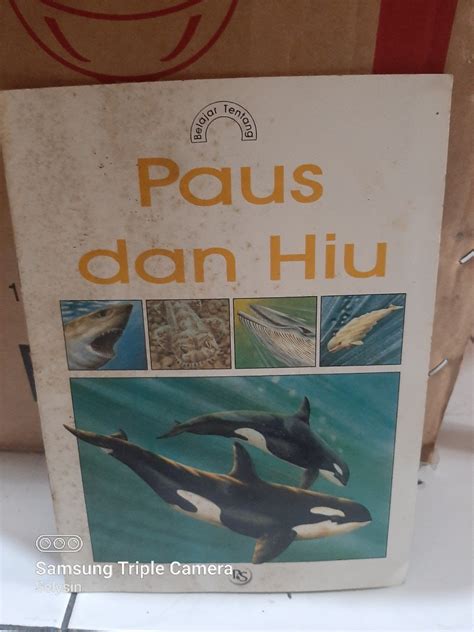 Belajar Tentang
Paus
dan Hiu
Samsung Triple Camera